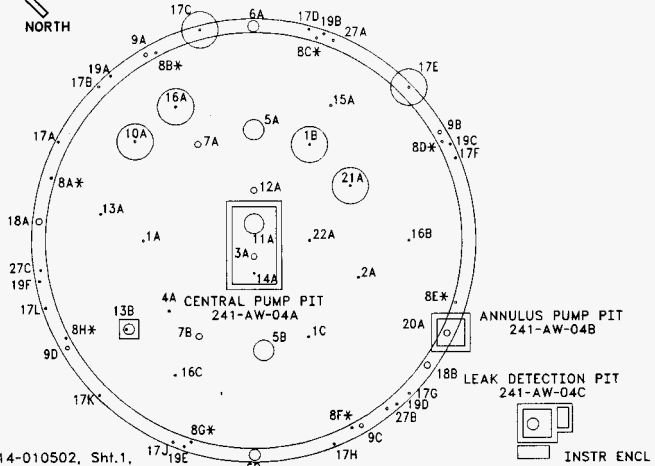 NORTH
17C
6A
17D
19B
27A
9A
8B*
8C*
19A
17B
17E
16A
15A
17A
10A
7A
5A
1B
9B
19C
8D*
17F
8A*
21A
12A
18A
13A
1A
11A
22A
16B
3A
14A
27C
19F
2A
17L
4A
CENTRAL PUMP PIT
241-AW-04A
8E*
13B
20A
ANNULUS PUMP PIT
241-AW-04B
8H*
9D
7B
5B
1C
18B
LEAK DETECTION PIT
241-AW-04C
16C
17K
17G
19D
27B
8G*
8F*
9C
17J
19E
17H
INSTR ENCL
14-010502, Sht.1,